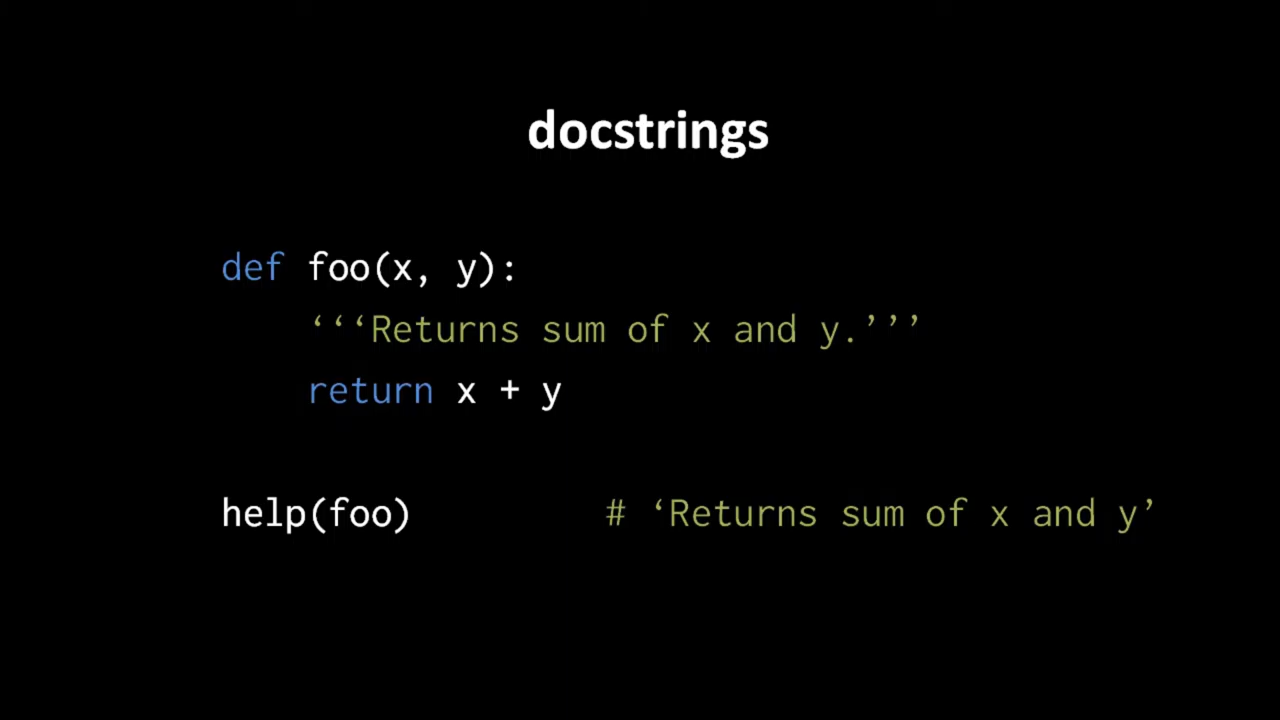 docstrings
def foo(x, y):
‘‘‘Returns sum of x and y.’’’
return x + y
help(foo) # ‘Returns sum of x and y’